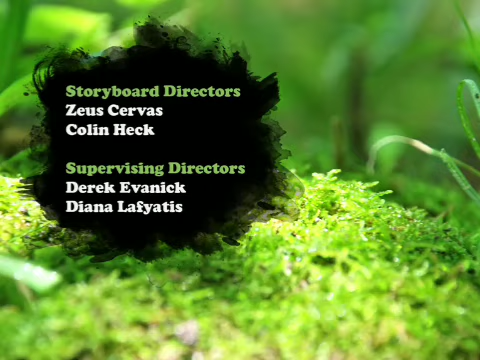 Storyboard Directors
Zeus Cervas
Colin Heck
Supervising Directors
Derek Evanick
Diana Lafyatis